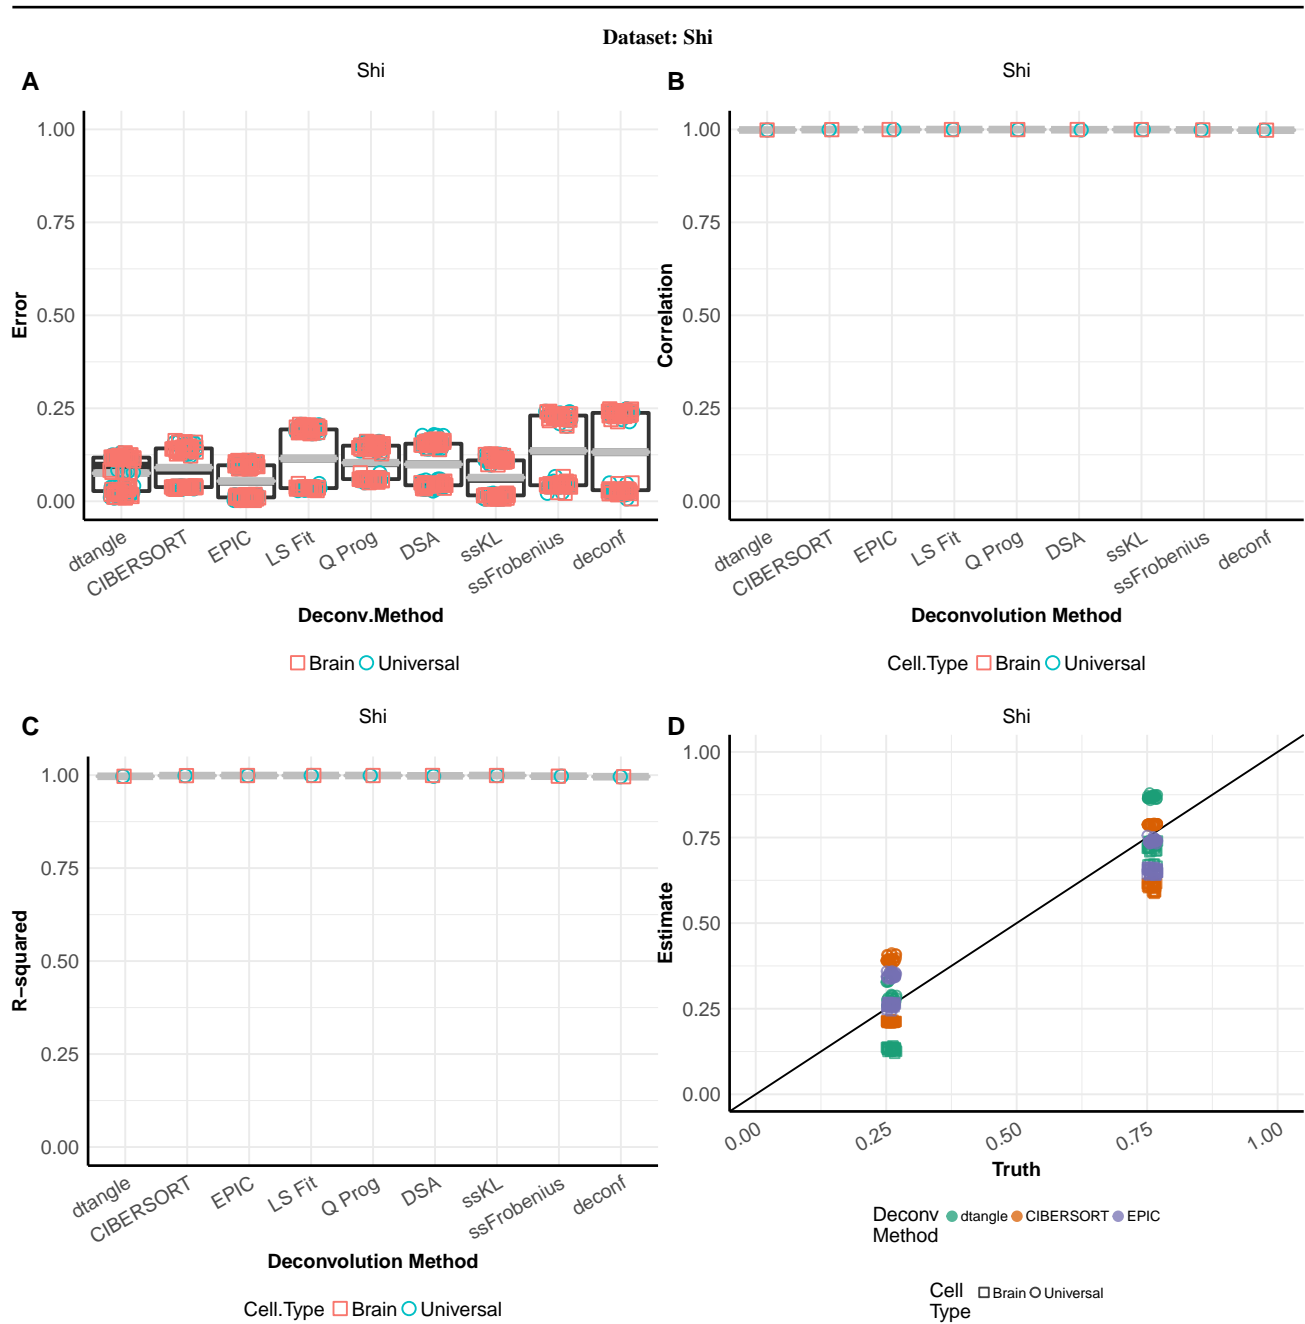 Dataset: Shi
A
Shi
1.00
0.75
0.50
0.25
0.00
Error
dtangle
CIBERSORT
EPIC
LS Fit
Q Prog
DSA
ssKL
ssFrobenius
deconf
Deconv.Method
Brain Universal
B
Shi
1.00
0.75
0.50
0.25
0.00
Correlation
dtangle
CIBERSORT
EPIC
LS Fit
Q Prog
DSA
ssKL
ssFrobenius
deconf
Deconvolution Method
Cell.Type Brain Universal
C
Shi
1.00
0.75
0.50
0.25
0.00
R−squared
dtangle
CIBERSORT
EPIC
LS Fit
Q Prog
DSA
ssKL
ssFrobenius
deconf
Deconvolution Method
Cell.Type Brain Universal
D
Shi
1.00
0.75
0.50
0.25
0.00
Estimate
0.00
0.25
0.50
0.75
1.00
Truth
Deconv
Method
dtangle CIBERSORT EPIC
Cell
Type
Brain Universal